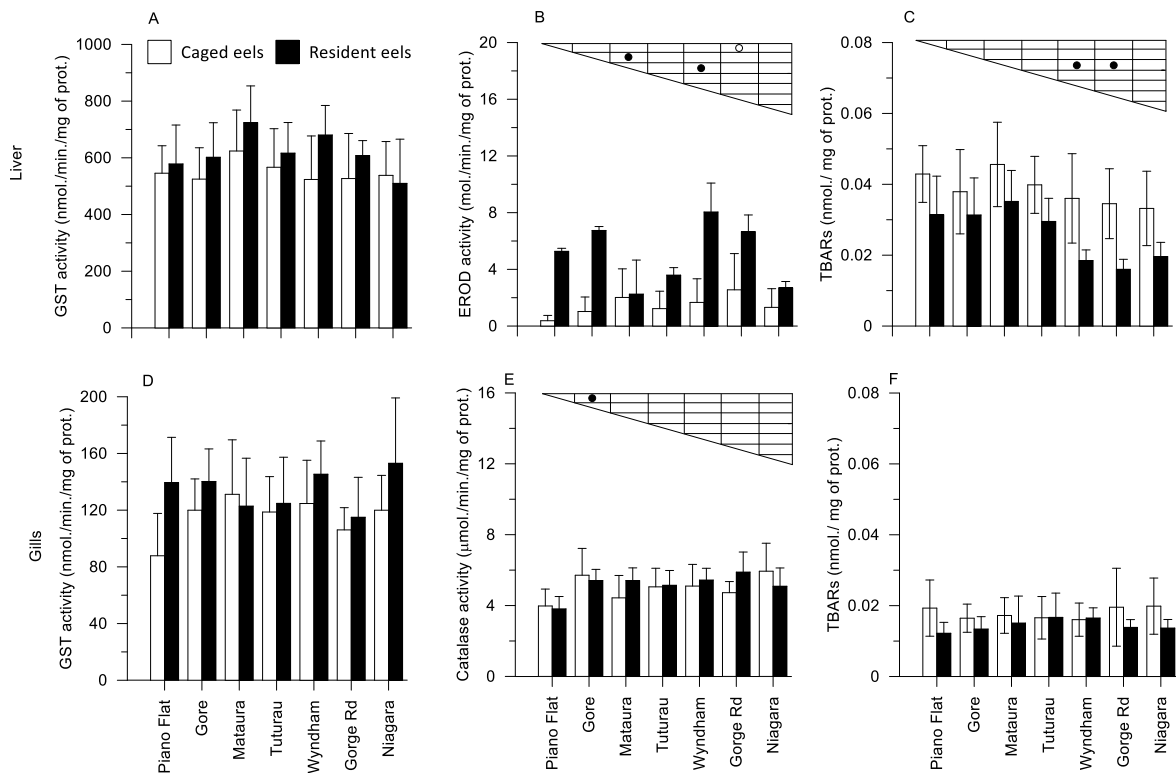 A
Caged eels
Resident eels
1000
800
600
400
200
0
GST activity (nmol./min./mg of prot.)
Liver
B
20
18
16
12
8
4
0
EROD activity (mol./min./mg of prot.)
C
0.08
0.06
0.04
0.02
0
TBARs (nmol./ mg of prot.)
D
200
160
120
80
40
0
GST activity (nmol./min./mg of prot.)
Gills
Piano Flat
Gore
Mataura
Tuturau
Wyndham
Gorge Rd
Niagara
E
16
12
8
4
0
Catalase activity (µmol./min./mg of prot.)
Piano Flat
Gore
Mataura
Tuturau
Wyndham
Gorge Rd
Niagara
F
0.08
0.06
0.04
0.02
0
TBARs (nmol./ mg of prot.)
Piano Flat
Gore
Mataura
Tuturau
Wyndham
Gorge Rd
Niagara